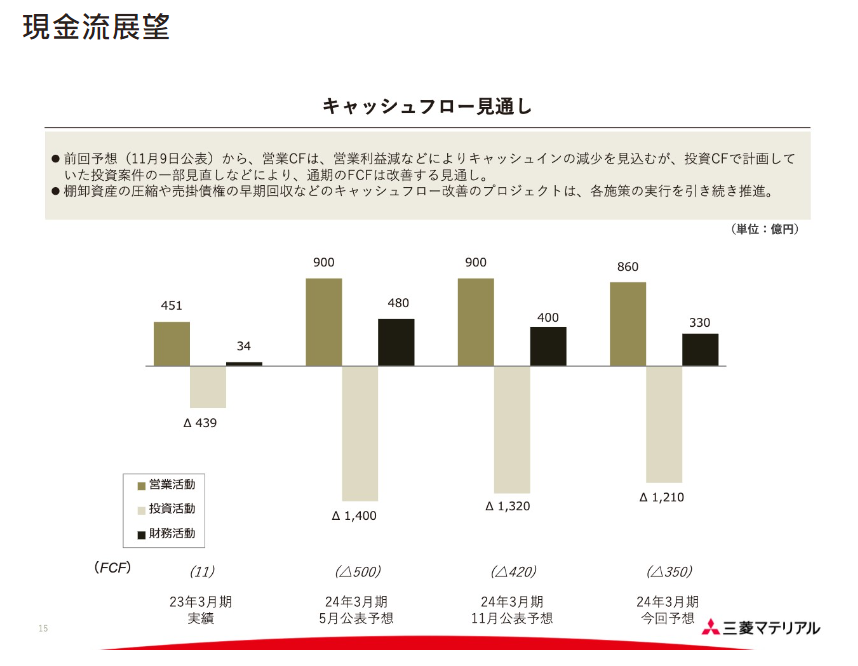 現金流展望
キャッシュフロー見通し
● 前回予想（11月9日公表）から、営業CFは、営業利益減などによりキャッシュインの減少を見込むが、投資CFで計画して
いた投資案件の一部見直しなどにより、通期のFCFは改善する見通し。
● 棚卸資産の圧縮や売掛債権の早期回収などのキャッシュフロー改善のプロジェクトは、各施策の実行を引き続き推進。
（単位：億円）
900 900 860
451 480 400 330
34
Δ 439
Δ 1,400 Δ 1,320 Δ 1,210
営業活動
投資活動
財務活動
（FCF） (11) (△500) (△420) (△350)
23年3月期 24年3月期 24年3月期 24年3月期
実績 5月公表予想 11月公表予想 今回予想
15 三菱マテリアル